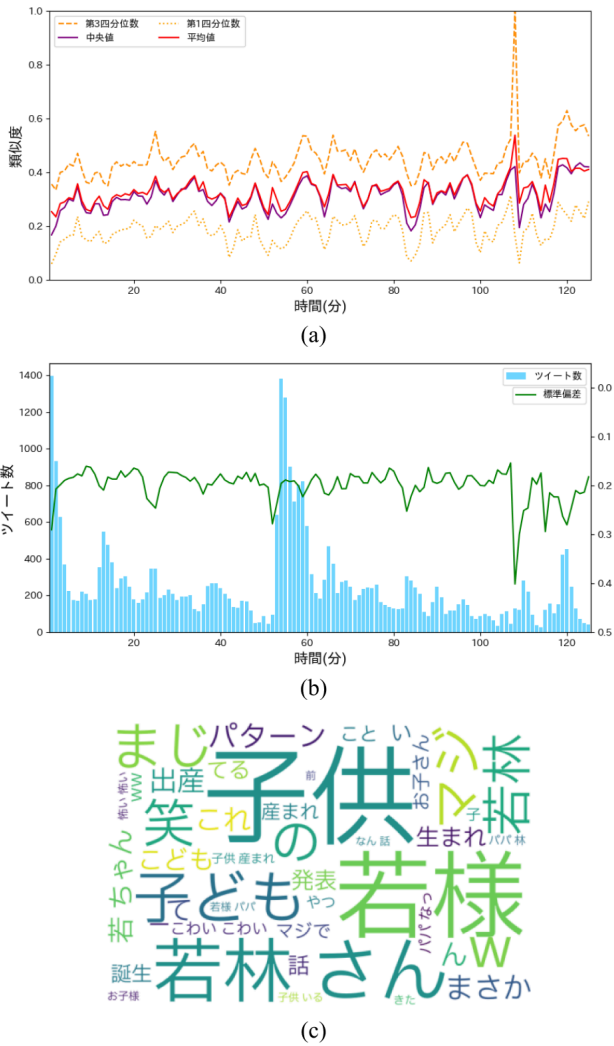 1.0
0.8
0.6
0.4
0.2
0.0
類似度
第3四分位数
中央値
第1四分位数
平均値
20
40
60
80
100
120
時間(分)
(a)
1400
1200
1000
800
600
400
200
0
ツイート数
ツイート数
標準偏差
0.0
0.1
0.2
0.3
0.4
0.5
20
40
60
80
100
120
時間(分)
(b)
まじ
パターン
こと
い
お子さん
マジ
若林
ww
怖い 怖い
出産
てる
子供
前
笑
これ
産まれ
の
なん 話
生まれ
子
パパ 林
若 ちゃん
こども
子供 産まれ
子ども
て
若様 パパ
発表
やつ
若様
パパ なっ
こわい こわい
マジで
ん
w
誕生
お子様
若林
さん
話
子供 いる
きた
まさか
(c)